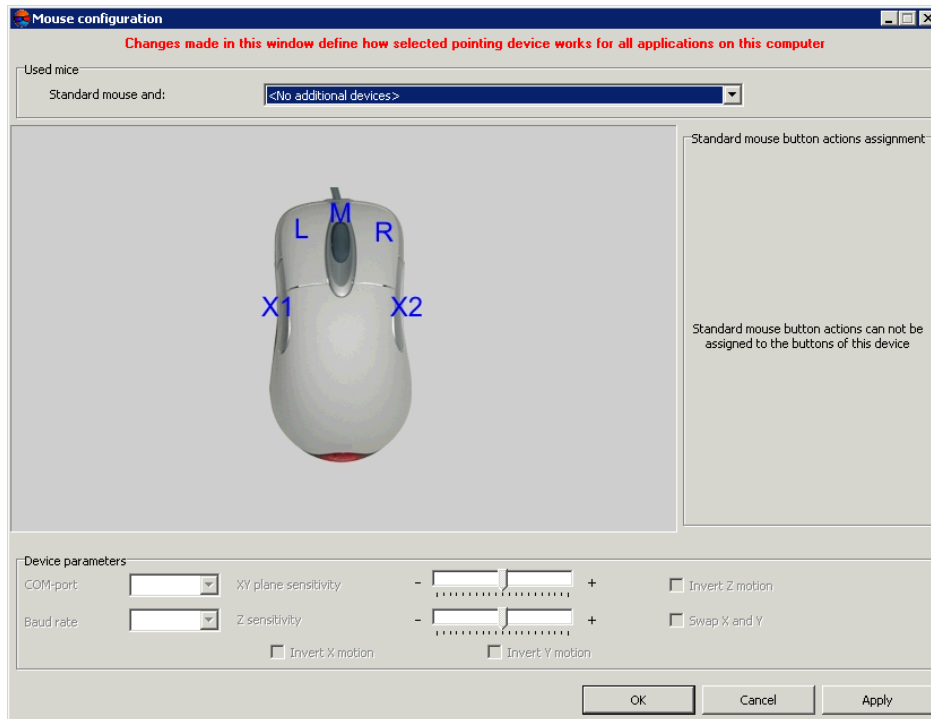 Mouse configuration
Changes made in this window define how selected pointing device works for all applications on this computer
Used mice
Standard mouse and:
<No additional devices>
Standard mouse button actions assignment
L
M
R
X1
X2
Standard mouse button actions can not be
assigned to the buttons of this device
Device parameters
COM-port
XY plane sensitivity
-
+
Invert Z motion
Baud rate
Z sensitivity
-
+
Swap X and Y
Invert X motion
Invert Y motion
OK
Cancel
Apply